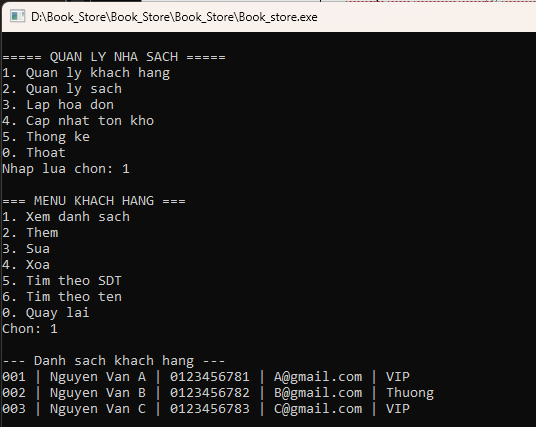 D:\Book_Store\Book_Store\Book_Store\Book_store.exe
===== QUAN LY NHA SACH =====
1. Quan ly khach hang
2. Quan ly sach
3. Lap hoa don
4. Cap nhat ton kho
5. Thong ke
0. Thoat
Nhap lua chon: 1
=== MENU KHACH HANG ===
1. Xem danh sach
2. Them
3. Sua
4. Xoa
5. Tim theo SDT
6. Tim theo ten
0. Quay lai
Chon: 1
--- Danh sach khach hang ---
001 | Nguyen Van A | 0123456781 | A@gmail.com | VIP
002 | Nguyen Van B | 0123456782 | B@gmail.com | Thuong
003 | Nguyen Van C | 0123456783 | C@gmail.com | VIP